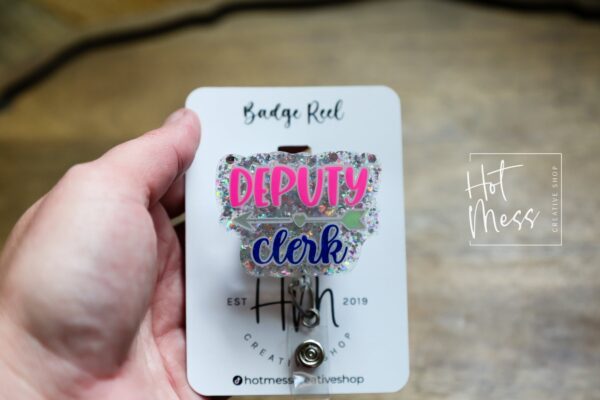 Badge Reel
DEPUTY
clerk
EST
2019
CREATIVE SHOP
hotmesscreativeshop
Hot
Mess
CREATIVE SHOP